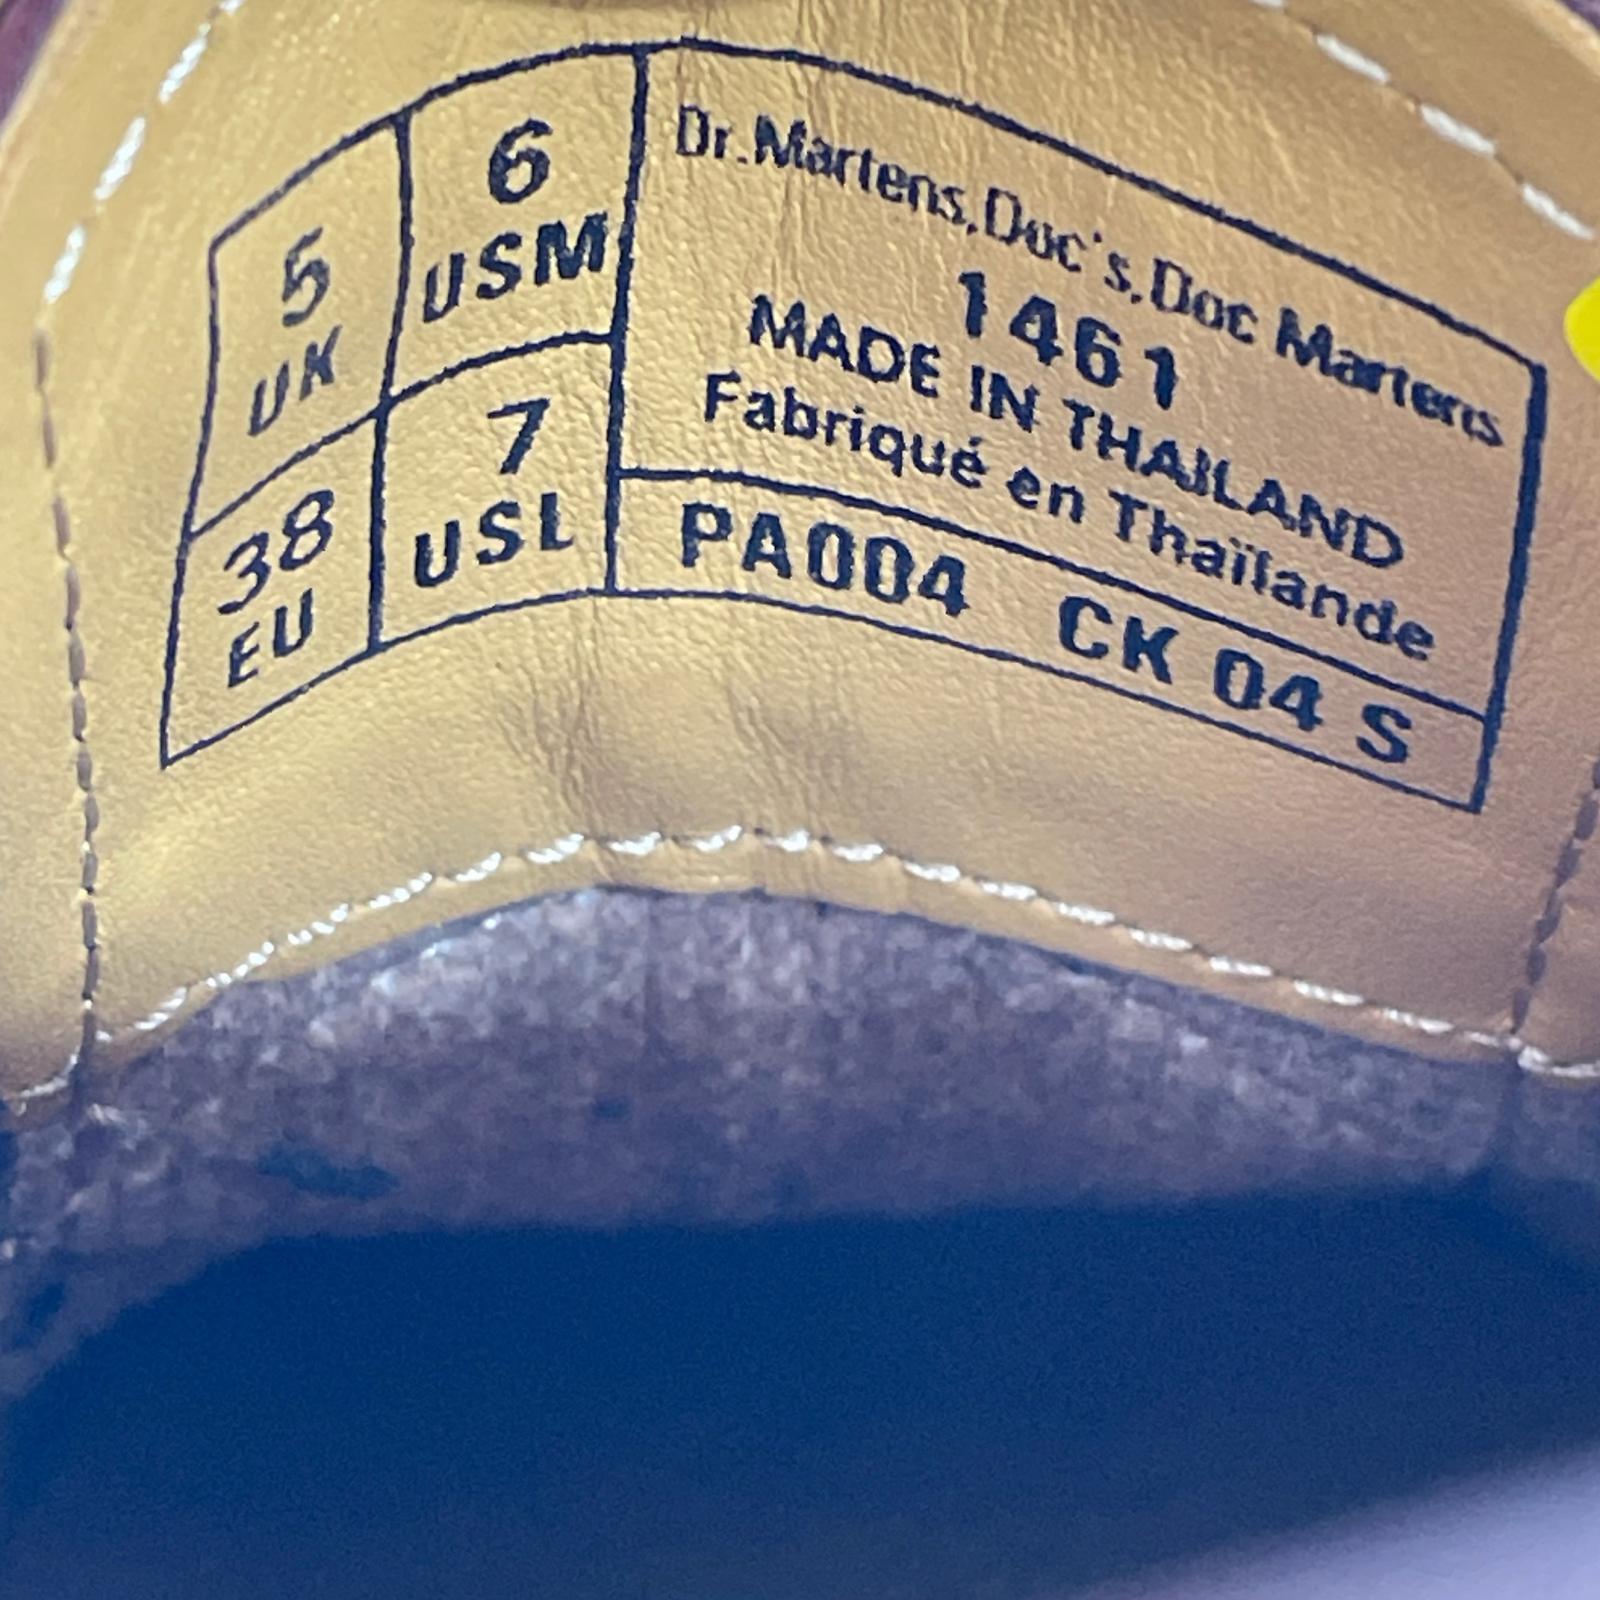 5
UK
6
USM
38
EU
7
USL
Dr.Martens,Doc's,Doc Martens
1461
MADE IN THAILAND
Fabriqué en Thaïlande
PA004 CK 04 S